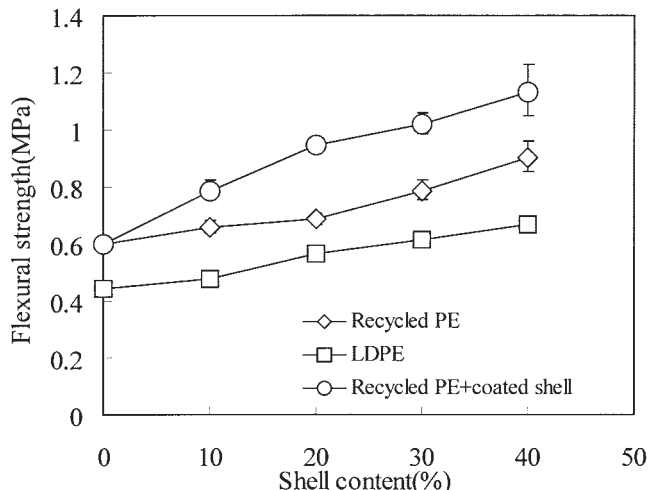 1.4
1.2
1
0.8
0.6
0.4
0.2
0
Flexural strength(MPa)
Recycled PE
LDPE
Recycled PE+coated shell
0 10 20 30 40 50
Shell content(%)